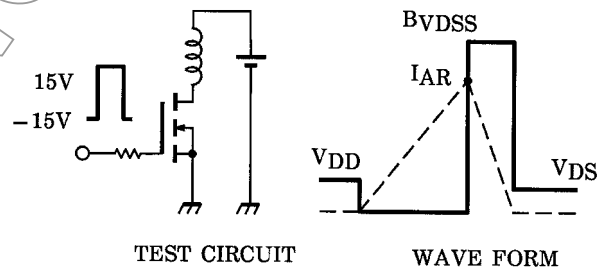 15V
−15V
TEST CIRCUIT
BVDSS
IAR
VDD
VDS
WAVE FORM